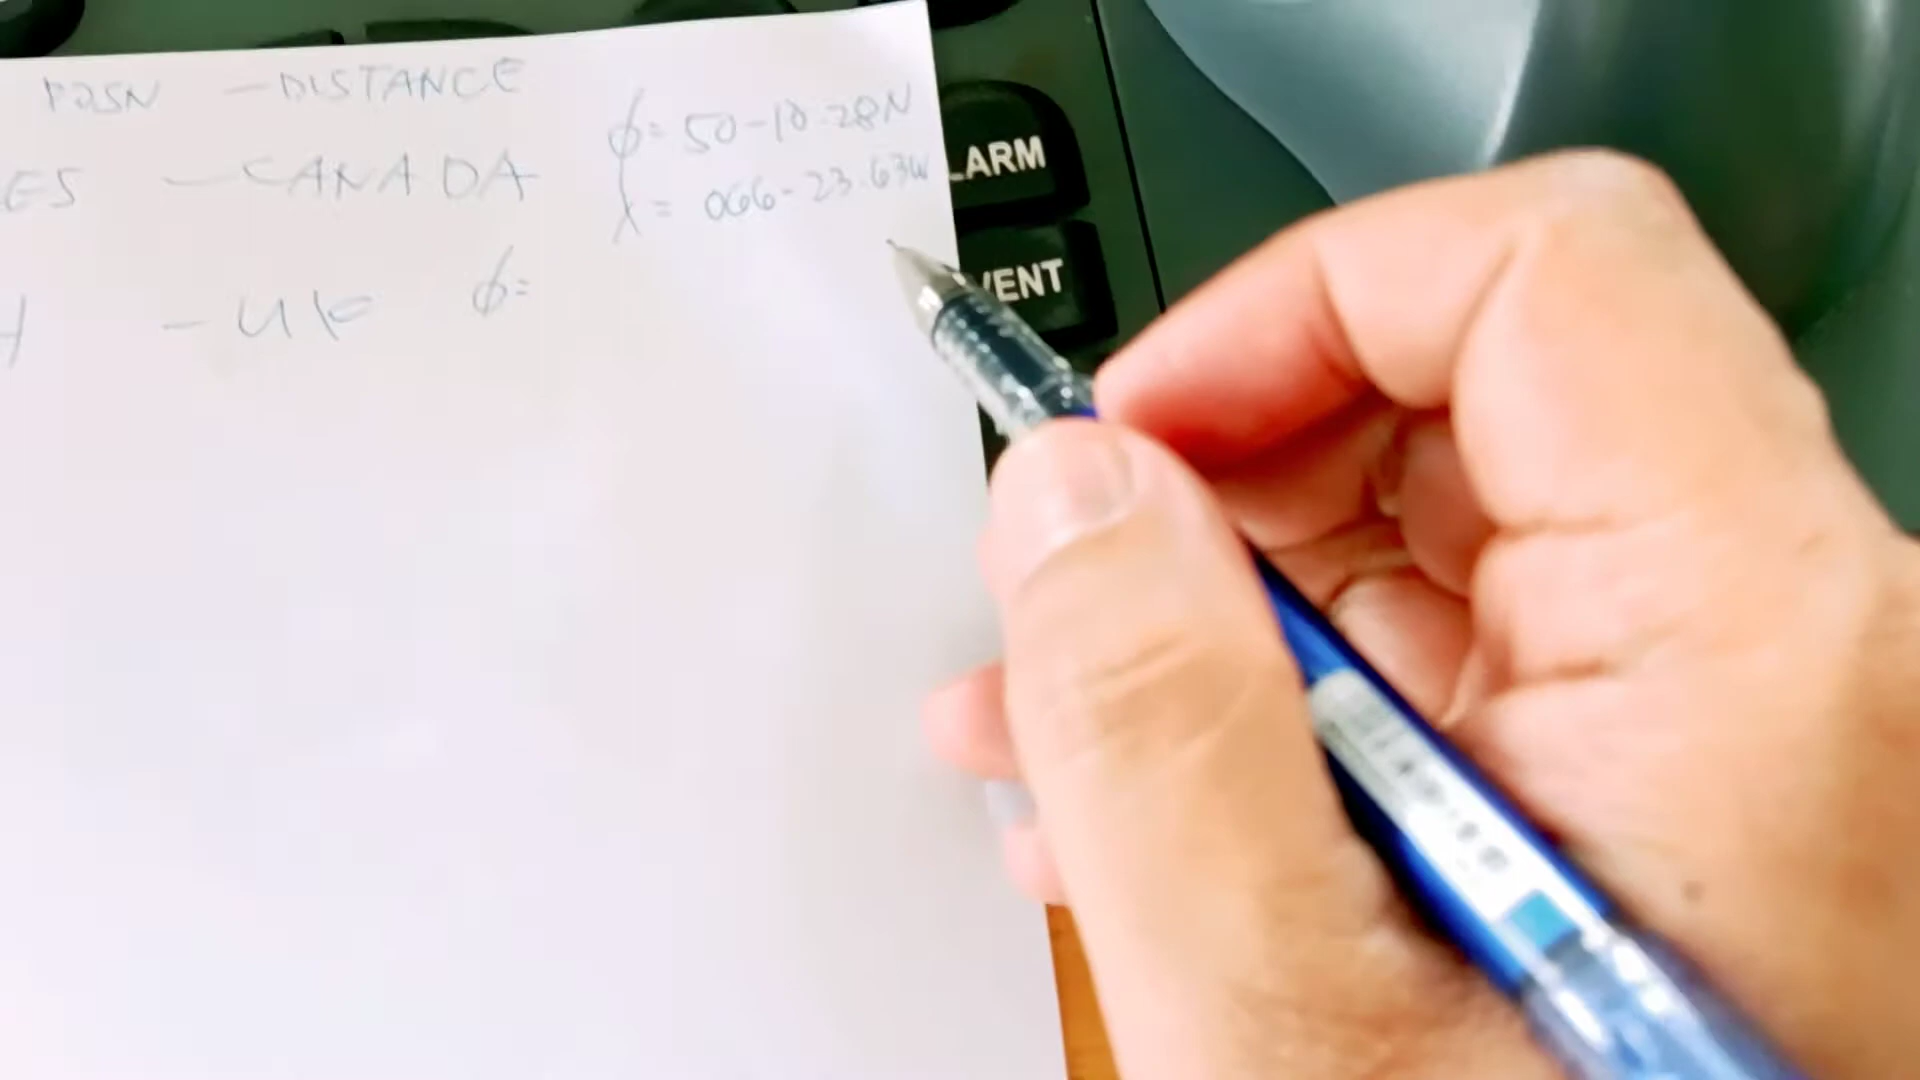 POSN — DISTANCE
ES — CANADA
φ= 50-10.28N
λ= 066-23.63W
H — UK φ=
LARM
VENT